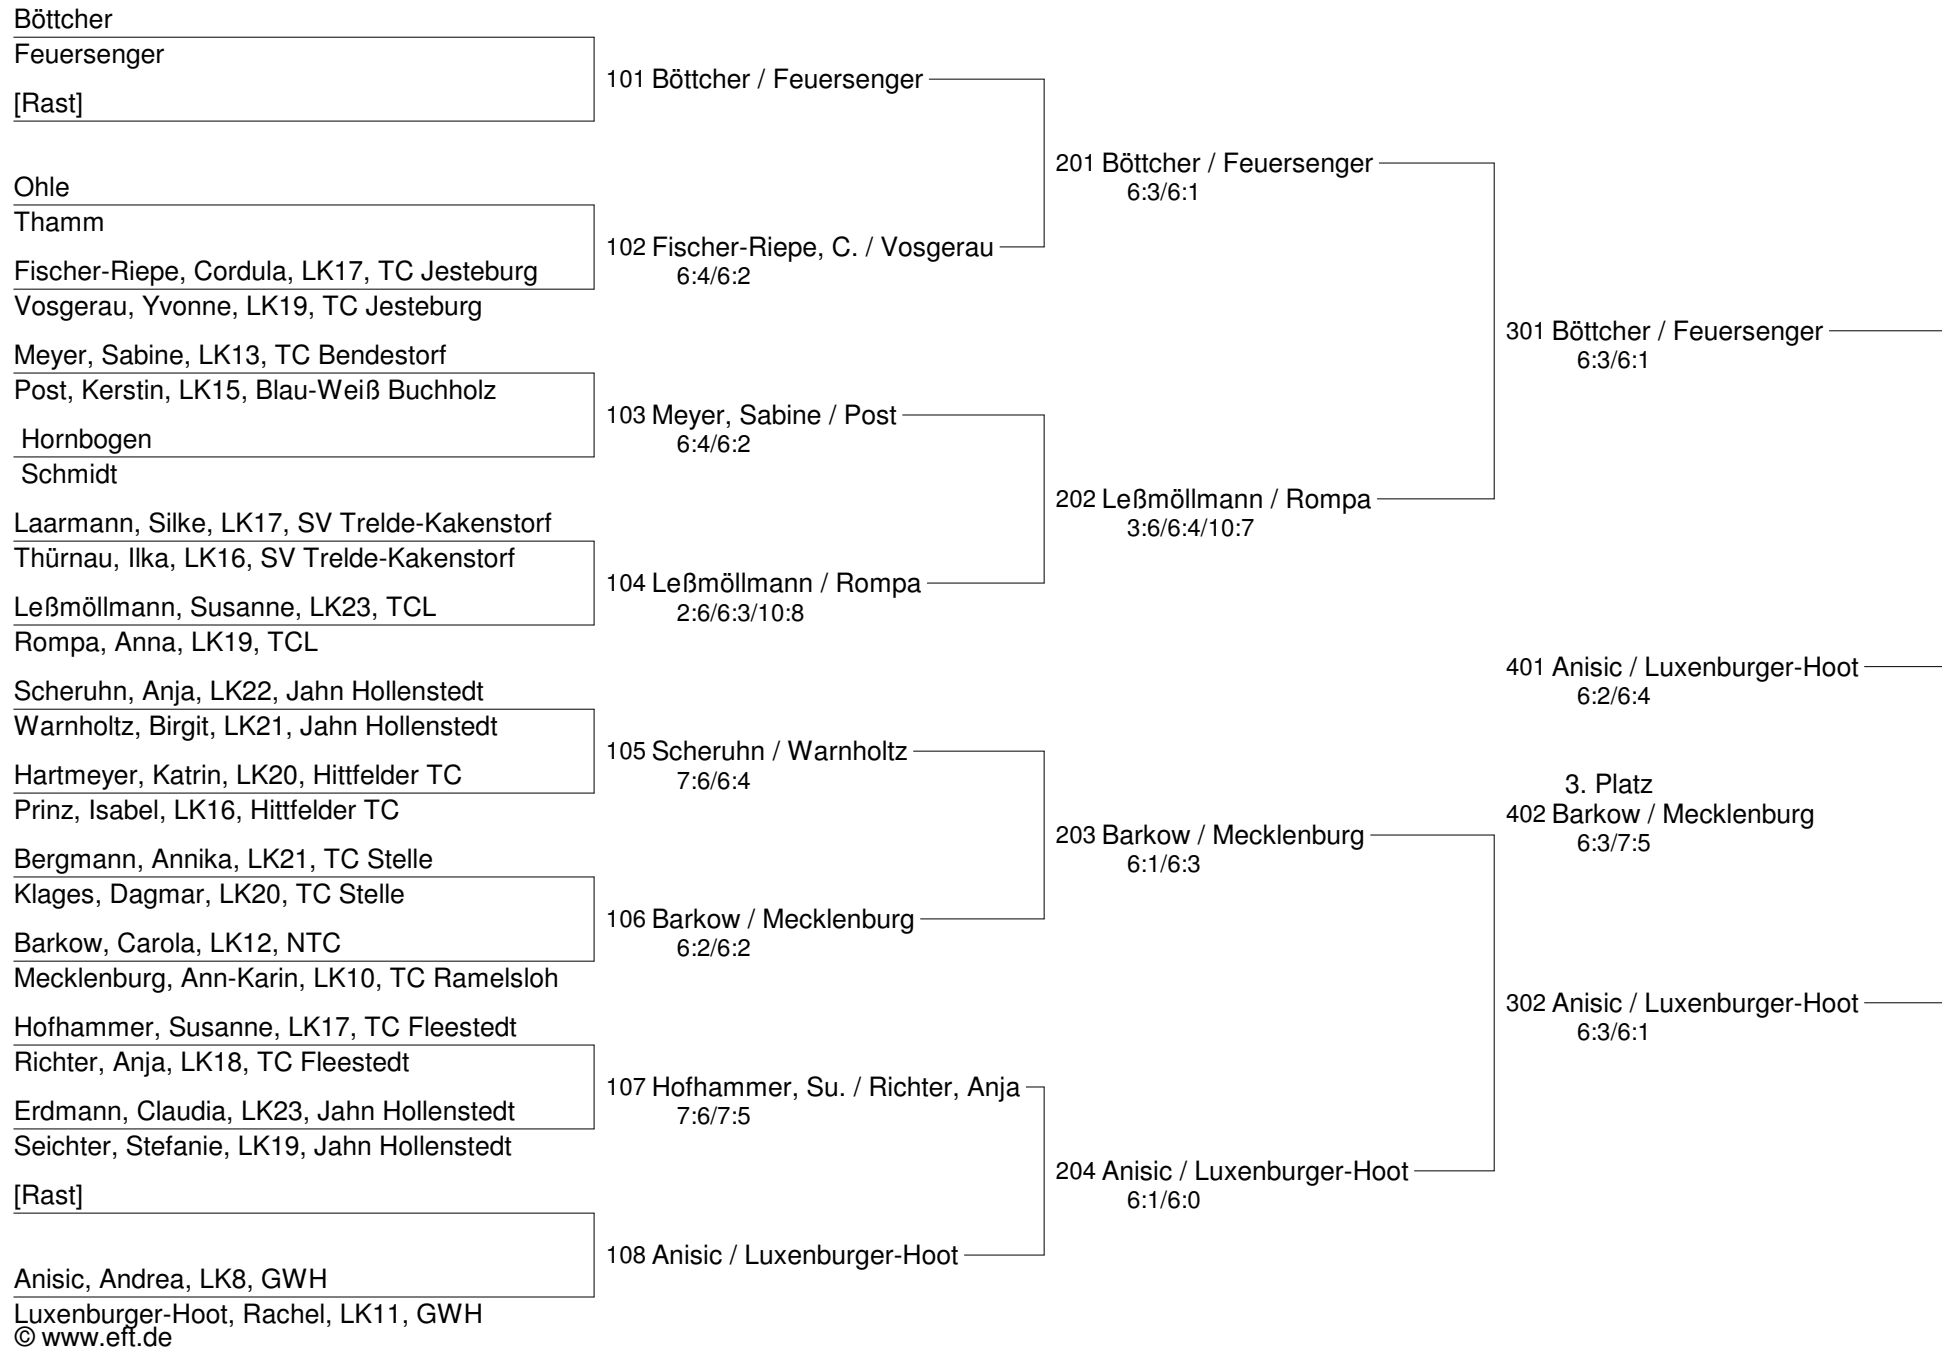 Böttcher
Feuersenger
[Rast]
Ohle
Thamm
Fischer-Riepe, Cordula, LK17, TC Jesteburg
Vosgerau, Yvonne, LK19, TC Jesteburg
Meyer, Sabine, LK13, TC Bendestorf
Post, Kerstin, LK15, Blau-Weiß Buchholz
Hornbogen
Schmidt
Laarmann, Silke, LK17, SV Trelde-Kakenstorf
Thürnau, Ilka, LK16, SV Trelde-Kakenstorf
Leßmöllmann, Susanne, LK23, TCL
Rompa, Anna, LK19, TCL
Scheruhn, Anja, LK22, Jahn Hollenstedt
Warnholtz, Birgit, LK21, Jahn Hollenstedt
Hartmeyer, Katrin, LK20, Hittfelder TC
Prinz, Isabel, LK16, Hittfelder TC
Bergmann, Annika, LK21, TC Stelle
Klages, Dagmar, LK20, TC Stelle
Barkow, Carola, LK12, NTC
Mecklenburg, Ann-Karin, LK10, TC Ramelsloh
Hofhammer, Susanne, LK17, TC Fleestedt
Richter, Anja, LK18, TC Fleestedt
Erdmann, Claudia, LK23, Jahn Hollenstedt
Seichter, Stefanie, LK19, Jahn Hollenstedt
[Rast]
Anisic, Andrea, LK8, GWH
Luxenburger-Hoot, Rachel, LK11, GWH
© www.eft.de
101 Böttcher / Feuersenger
102 Fischer-Riepe, C. / Vosgerau
6:4/6:2
103 Meyer, Sabine / Post
6:4/6:2
104 Leßmöllmann / Rompa
2:6/6:3/10:8
105 Scheruhn / Warnholtz
7:6/6:4
106 Barkow / Mecklenburg
6:2/6:2
107 Hofhammer, Su. / Richter, Anja
7:6/7:5
108 Anisic / Luxenburger-Hoot
201 Böttcher / Feuersenger
6:3/6:1
202 Leßmöllmann / Rompa
3:6/6:4/10:7
203 Barkow / Mecklenburg
6:1/6:3
204 Anisic / Luxenburger-Hoot
6:1/6:0
301 Böttcher / Feuersenger
6:3/6:1
401 Anisic / Luxenburger-Hoot
6:2/6:4
3. Platz
402 Barkow / Mecklenburg
6:3/7:5
302 Anisic / Luxenburger-Hoot
6:3/6:1